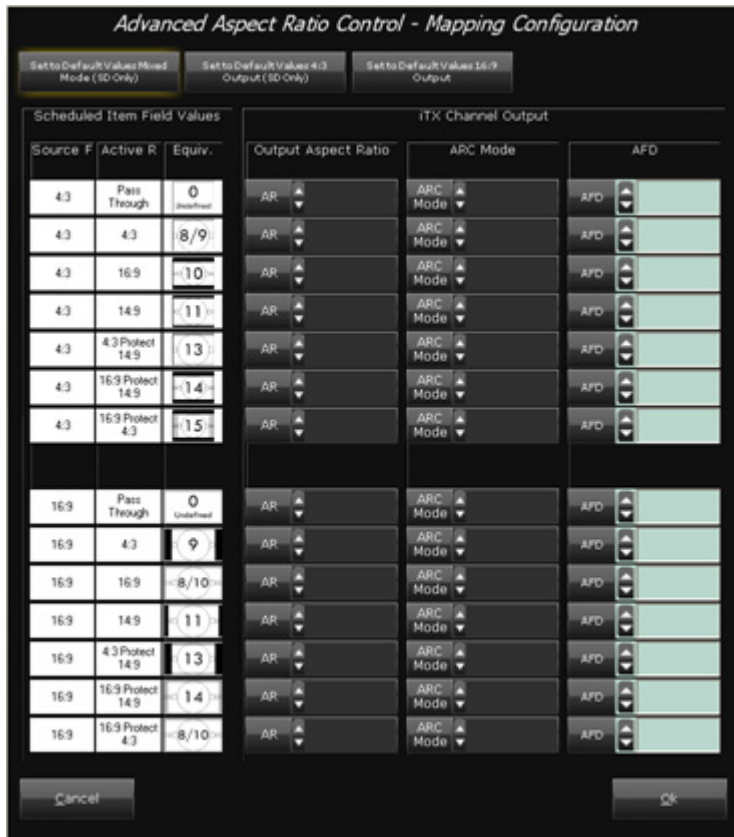 Advanced Aspect Ratio Control - Mapping Configuration
Set to Default Values Mixed Mode (SD Only)
Set to Default Values 4:3 Output (SD Only)
Set to Default Values 16:9 Output
Scheduled Item Field Values
iTX Channel Output
Source F Active R Equiv. Output Aspect Ratio ARC Mode AFD
4:3 Pass Through 0 Undefined AR ARC Mode AFD
4:3 4:3 8/9 AR ARC Mode AFD
4:3 16:9 10 AR ARC Mode AFD
4:3 14:9 11 AR ARC Mode AFD
4:3 4:3 Protect 14:9 13 AR ARC Mode AFD
4:3 16:9 Protect 14:9 14 AR ARC Mode AFD
4:3 16:9 Protect 4:3 15 AR ARC Mode AFD
16:9 Pass Through 0 Undefined AR ARC Mode AFD
16:9 4:3 9 AR ARC Mode AFD
16:9 16:9 8/10 AR ARC Mode AFD
16:9 14:9 11 AR ARC Mode AFD
16:9 4:3 Protect 14:9 13 AR ARC Mode AFD
16:9 16:9 Protect 14:9 14 AR ARC Mode AFD
16:9 16:9 Protect 4:3 8/10 AR ARC Mode AFD
Cancel
Ok